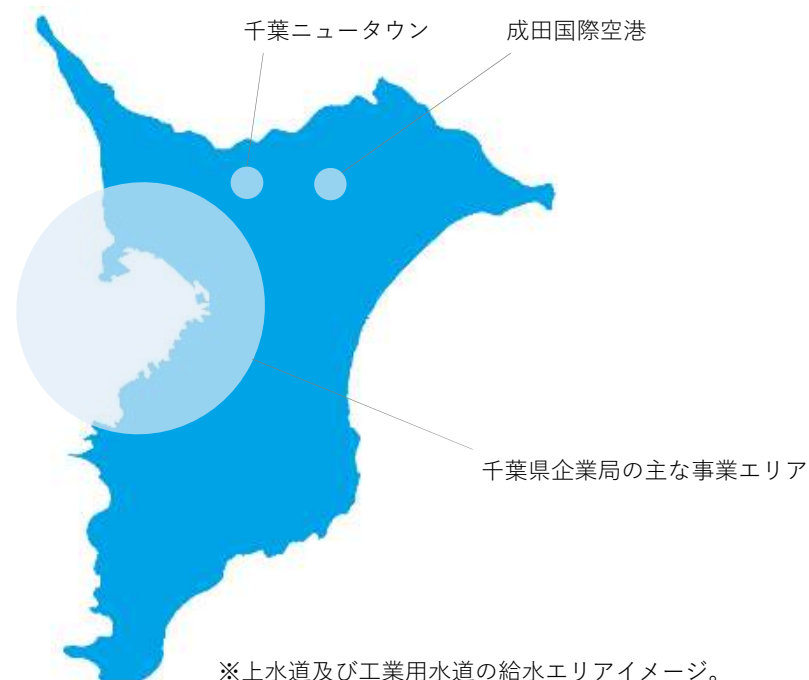 千葉ニュータウン
成田国際空港
千葉県企業局の主な事業エリア
※上水道及び工業用水道の給水エリアイメージ。